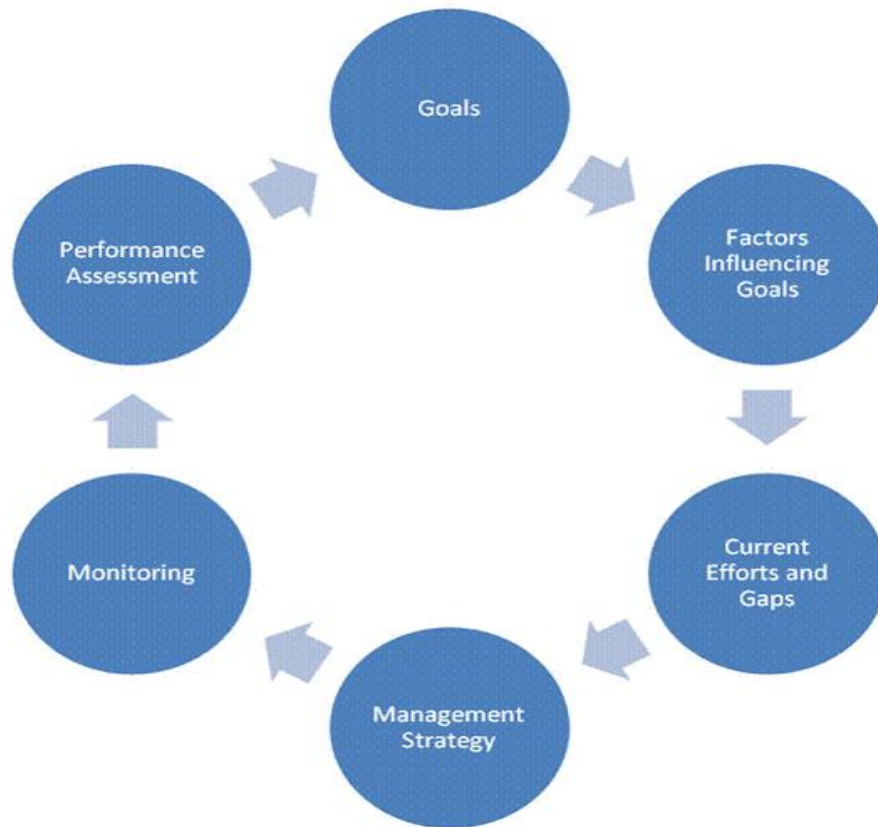 Goals
Factors
Influencing
Goals
Current
Efforts and
Gaps
Management
Strategy
Monitoring
Performance
Assessment